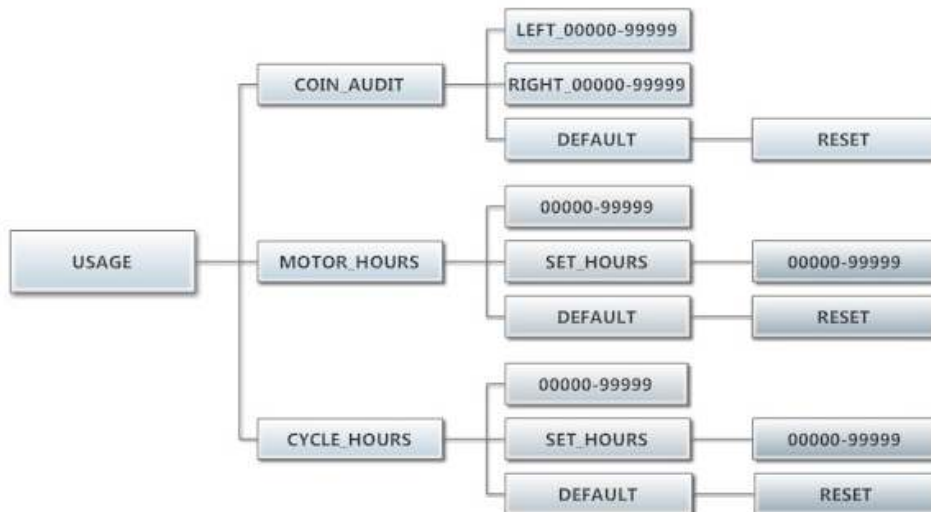 LEFT_00000-99999
COIN_AUDIT
RIGHT_00000-99999
DEFAULT
RESET
00000-99999
USAGE
MOTOR_HOURS
SET_HOURS
00000-99999
DEFAULT
RESET
00000-99999
CYCLE_HOURS
SET_HOURS
00000-99999
DEFAULT
RESET